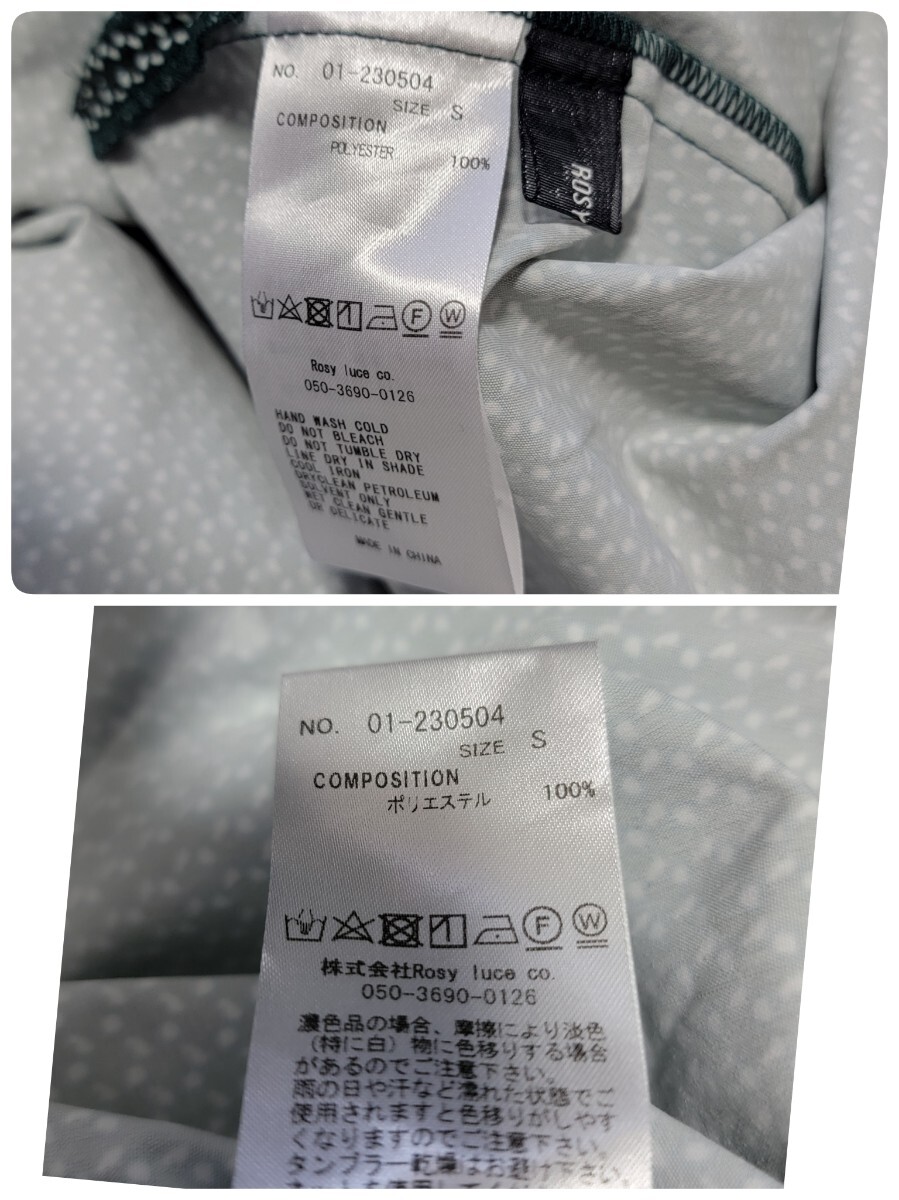 NO. 01-230504
SIZE S
COMPOSITION
POLYESTER 100%
ROSY
F W
Rosy luce co.
050-3690-0126
HAND WASH COLD
DO NOT BLEACH
DO NOT TUMBLE DRY
LINE DRY IN SHADE
COOL IRON
DRYCLEAN PETROLEUM
SOLVENT ONLY
WET CLEAN GENTLE
OR DELICATE
MADE IN CHINA
NO. 01-230504
SIZE S
COMPOSITION
ポリエステル 100%
F W
株式会社Rosy luce co.
050-3690-0126
濃色品の場合、摩擦により淡色
（特に白）物に色移りする場合
があるのでご注意下さい。
雨の日や汗など濡れた状態でご
使用されますと色移りがしやす
くなりますのでご注意下さい。
タンブラー乾燥はお避け下さい